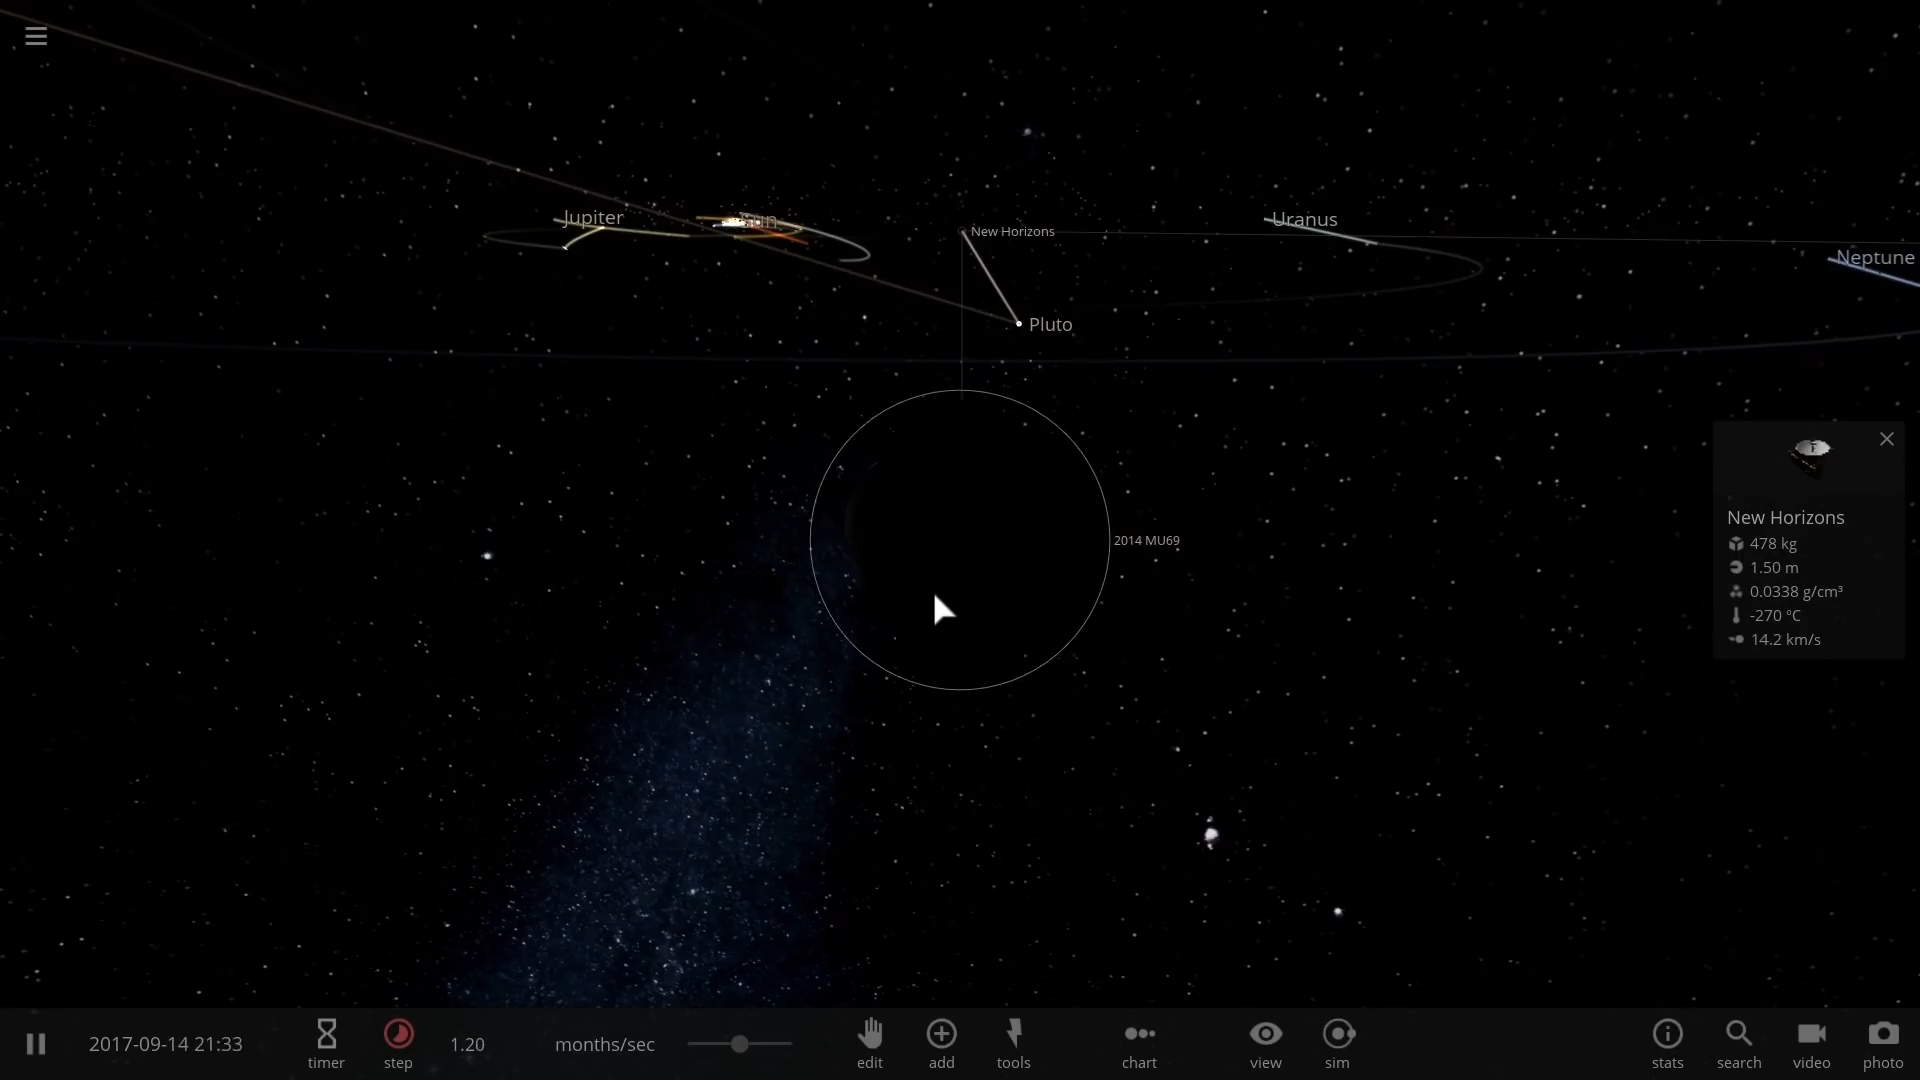 Jupiter
Sun
New Horizons
Uranus
Neptune
Pluto
2014 MU69
New Horizons
478 kg
1.50 m
0.0338 g/cm³
-270 °C
14.2 km/s
2017-09-14 21:33
timer
step
1.20
months/sec
edit
add
tools
chart
view
sim
stats
search
video
photo